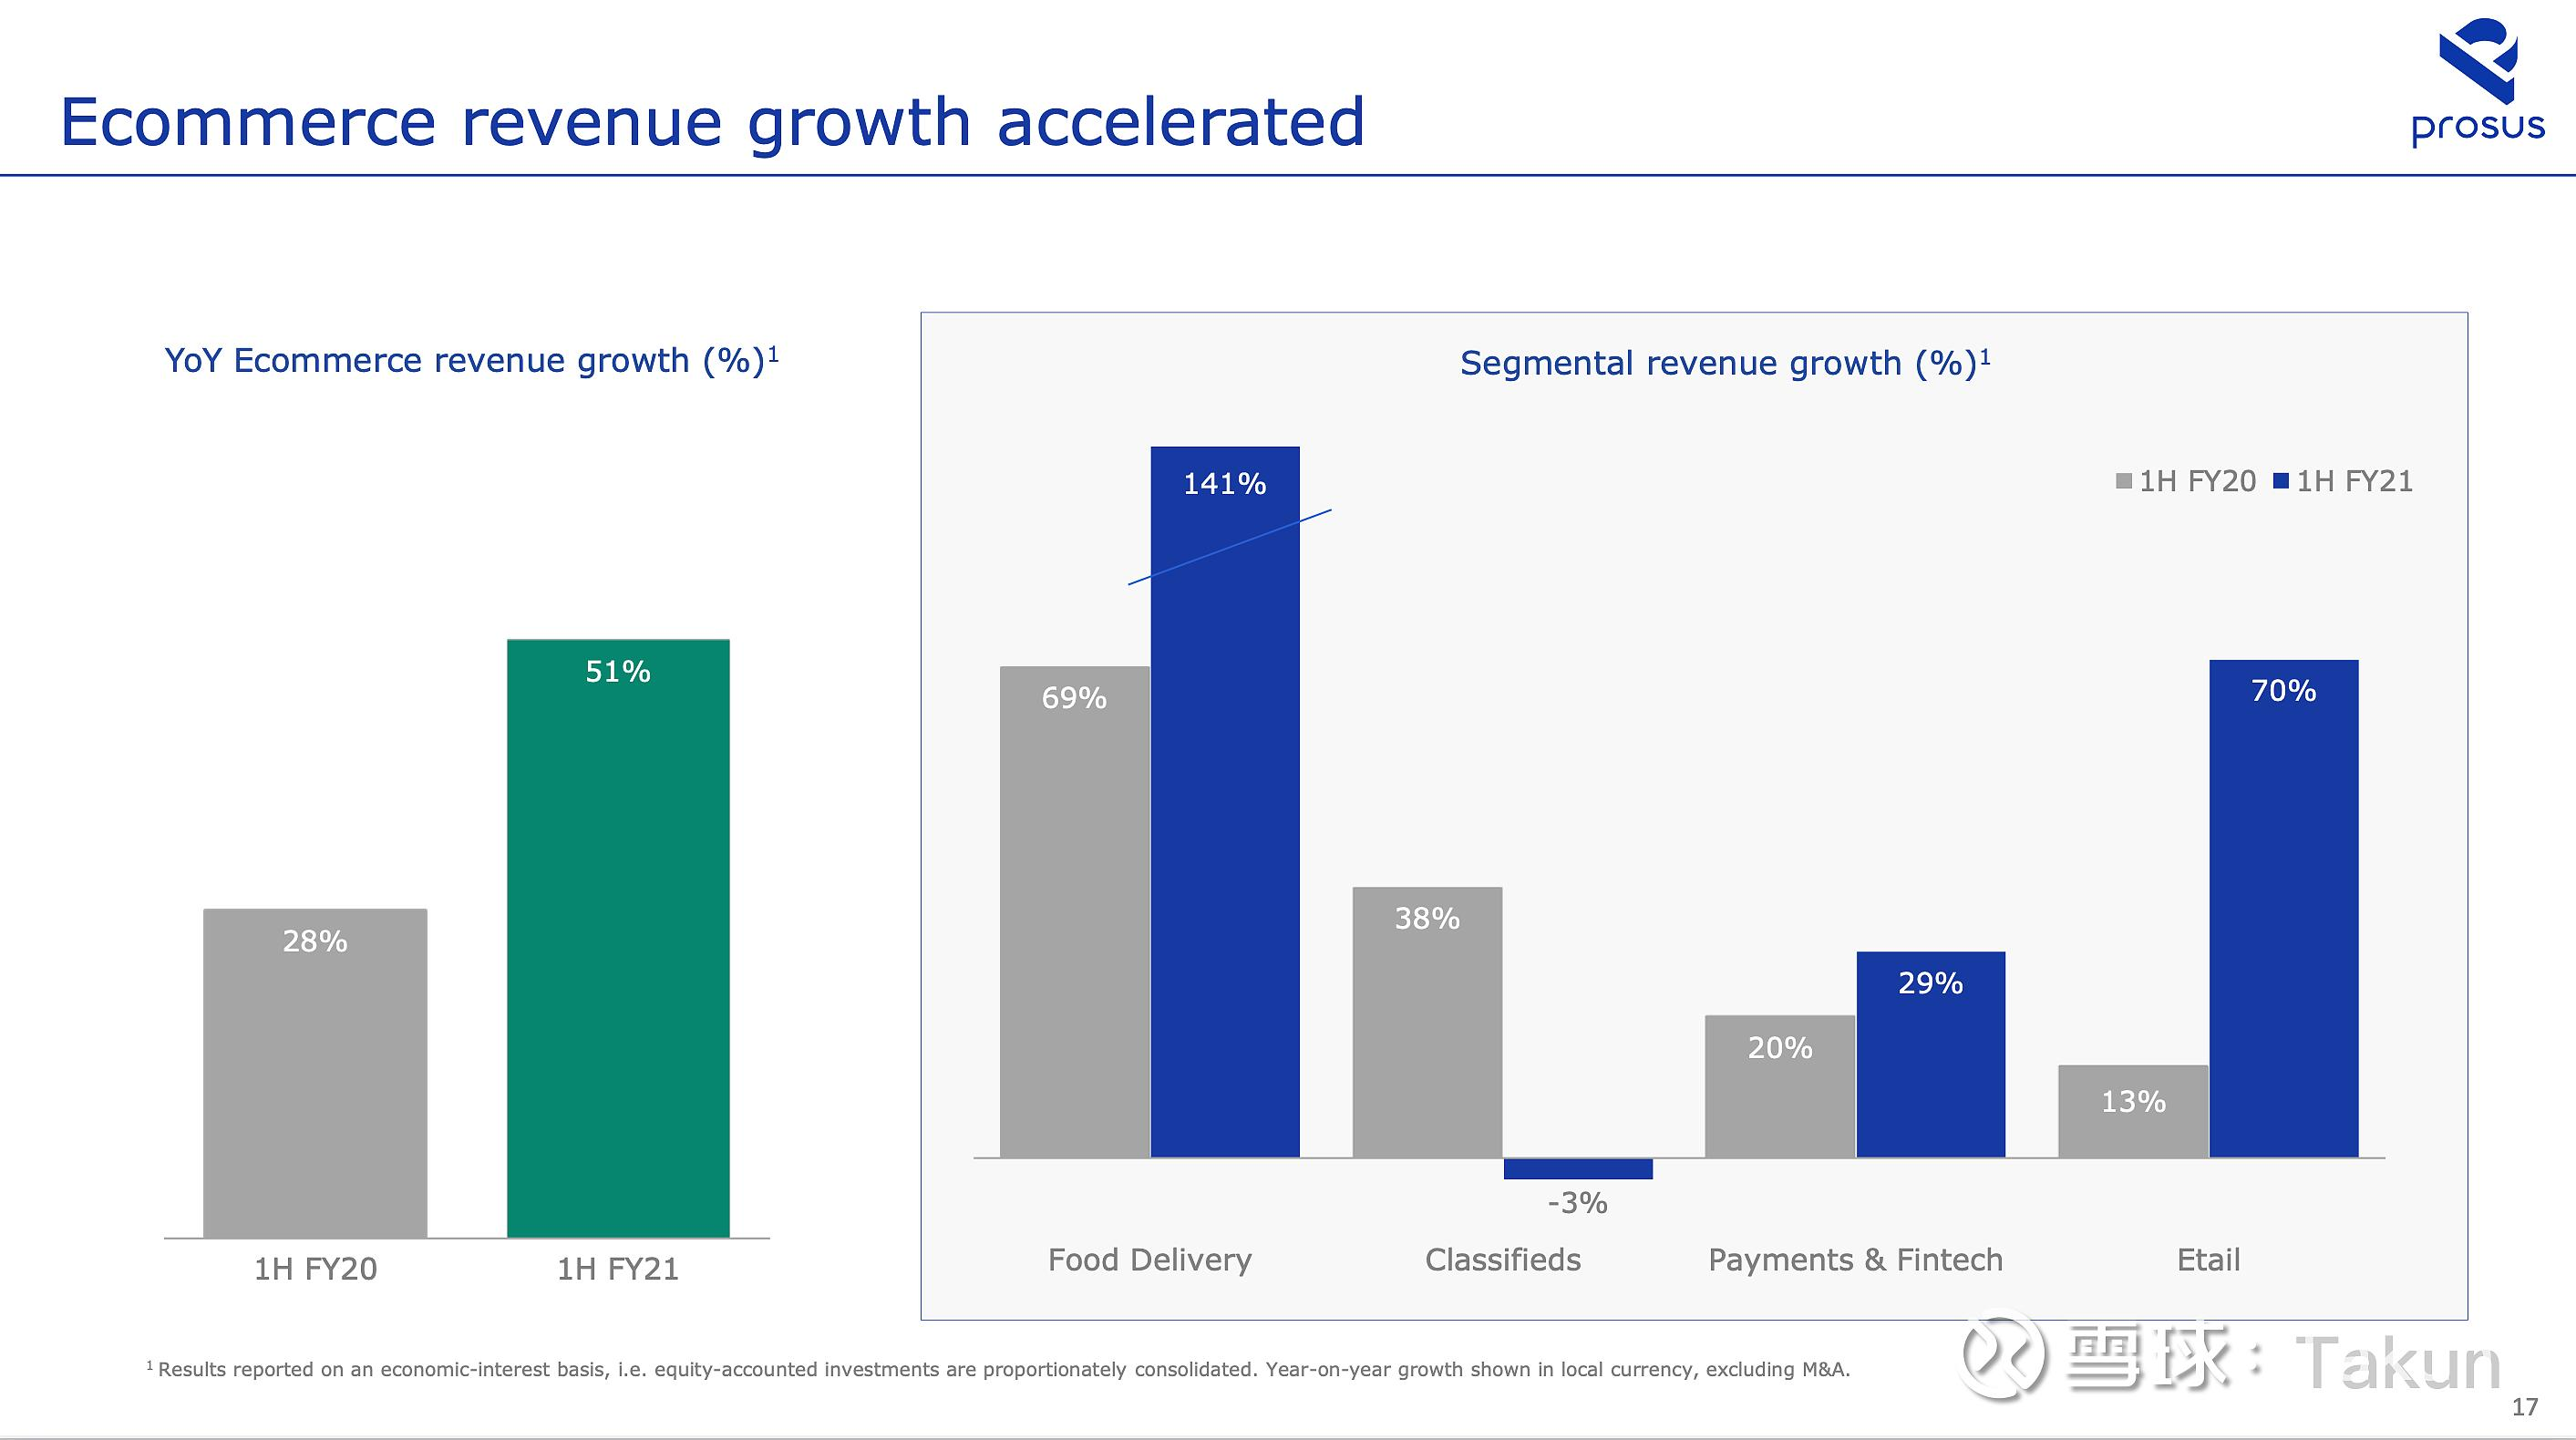 prosus
Ecommerce revenue growth accelerated
YoY Ecommerce revenue growth (%)¹
51%
28%
1H FY20 1H FY21
Segmental revenue growth (%)¹
1H FY20 1H FY21
141%
69%
70%
38%
29%
20%
13%
-3%
Food Delivery Classifieds Payments & Fintech Etail
¹ Results reported on an economic-interest basis, i.e. equity-accounted investments are proportionately consolidated. Year-on-year growth shown in local currency, excluding M&A.
雪球：Takun
17